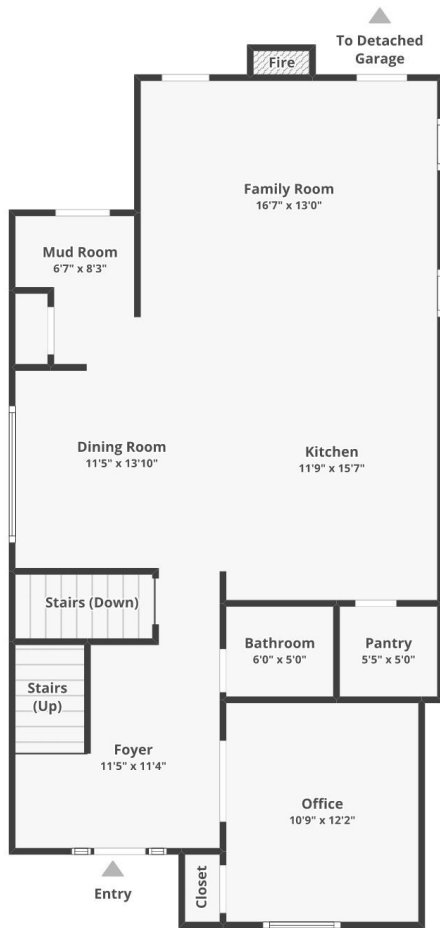 To Detached
Garage
Fire
Family Room
16'7" x 13'0"
Mud Room
6'7" x 8'3"
Dining Room
11'5" x 13'10"
Kitchen
11'9" x 15'7"
Stairs (Down)
Bathroom
6'0" x 5'0"
Pantry
5'5" x 5'0"
Stairs
(Up)
Foyer
11'5" x 11'4"
Office
10'9" x 12'2"
Closet
Entry